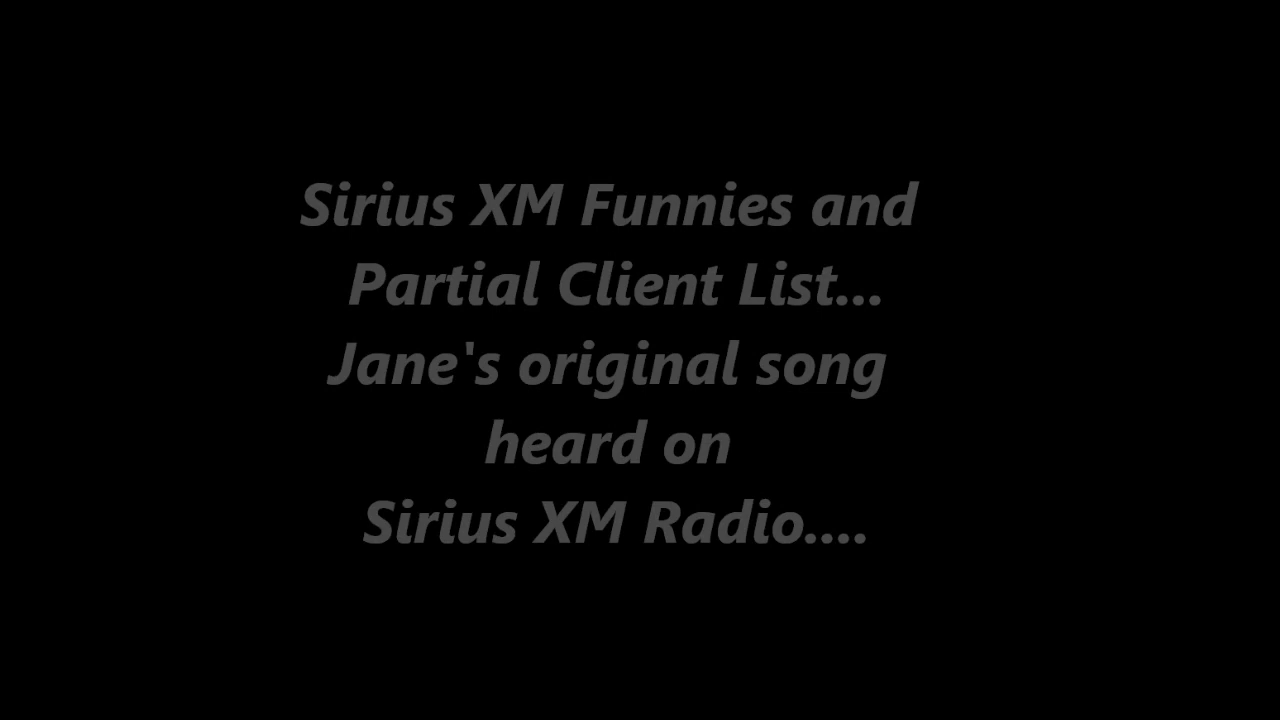 Sirius XM Funnies and
Partial Client List...
Jane's original song
heard on
Sirius XM Radio....